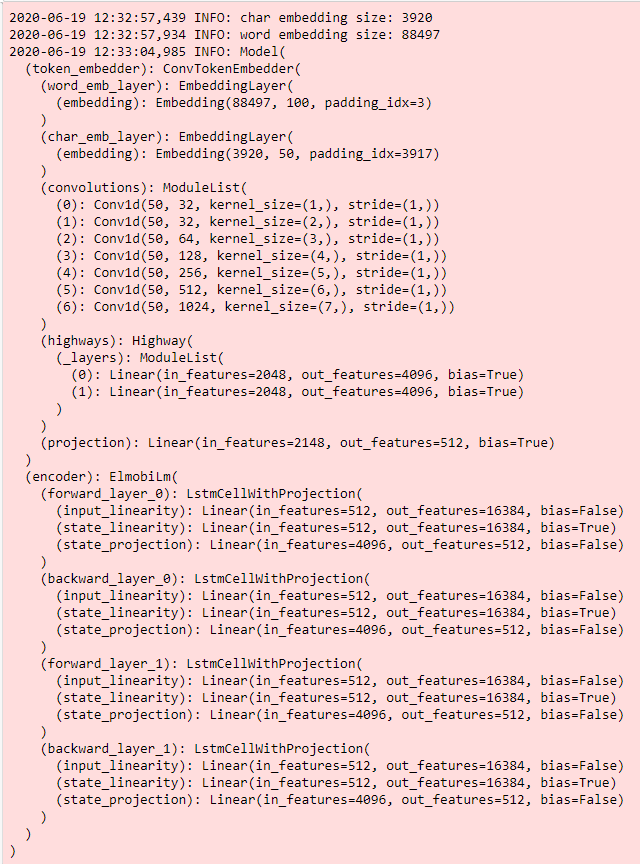 2020-06-19 12:32:57,439 INFO: char embedding size: 3920
2020-06-19 12:32:57,934 INFO: word embedding size: 88497
2020-06-19 12:33:04,985 INFO: Model(
  (token_embedder): ConvTokenEmbedder(
    (word_emb_layer): EmbeddingLayer(
      (embedding): Embedding(88497, 100, padding_idx=3)
    )
    (char_emb_layer): EmbeddingLayer(
      (embedding): Embedding(3920, 50, padding_idx=3917)
    )
    (convolutions): ModuleList(
      (0): Conv1d(50, 32, kernel_size=(1,), stride=(1,))
      (1): Conv1d(50, 32, kernel_size=(2,), stride=(1,))
      (2): Conv1d(50, 64, kernel_size=(3,), stride=(1,))
      (3): Conv1d(50, 128, kernel_size=(4,), stride=(1,))
      (4): Conv1d(50, 256, kernel_size=(5,), stride=(1,))
      (5): Conv1d(50, 512, kernel_size=(6,), stride=(1,))
      (6): Conv1d(50, 1024, kernel_size=(7,), stride=(1,))
    )
    (highways): Highway(
      (_layers): ModuleList(
        (0): Linear(in_features=2048, out_features=4096, bias=True)
        (1): Linear(in_features=2048, out_features=4096, bias=True)
      )
    )
    (projection): Linear(in_features=2148, out_features=512, bias=True)
  )
  (encoder): ElmobiLm(
    (forward_layer_0): LstmCellWithProjection(
      (input_linearity): Linear(in_features=512, out_features=16384, bias=False)
      (state_linearity): Linear(in_features=512, out_features=16384, bias=True)
      (state_projection): Linear(in_features=4096, out_features=512, bias=False)
    )
    (backward_layer_0): LstmCellWithProjection(
      (input_linearity): Linear(in_features=512, out_features=16384, bias=False)
      (state_linearity): Linear(in_features=512, out_features=16384, bias=True)
      (state_projection): Linear(in_features=4096, out_features=512, bias=False)
    )
    (forward_layer_1): LstmCellWithProjection(
      (input_linearity): Linear(in_features=512, out_features=16384, bias=False)
      (state_linearity): Linear(in_features=512, out_features=16384, bias=True)
      (state_projection): Linear(in_features=4096, out_features=512, bias=False)
    )
    (backward_layer_1): LstmCellWithProjection(
      (input_linearity): Linear(in_features=512, out_features=16384, bias=False)
      (state_linearity): Linear(in_features=512, out_features=16384, bias=True)
      (state_projection): Linear(in_features=4096, out_features=512, bias=False)
    )
  )
)